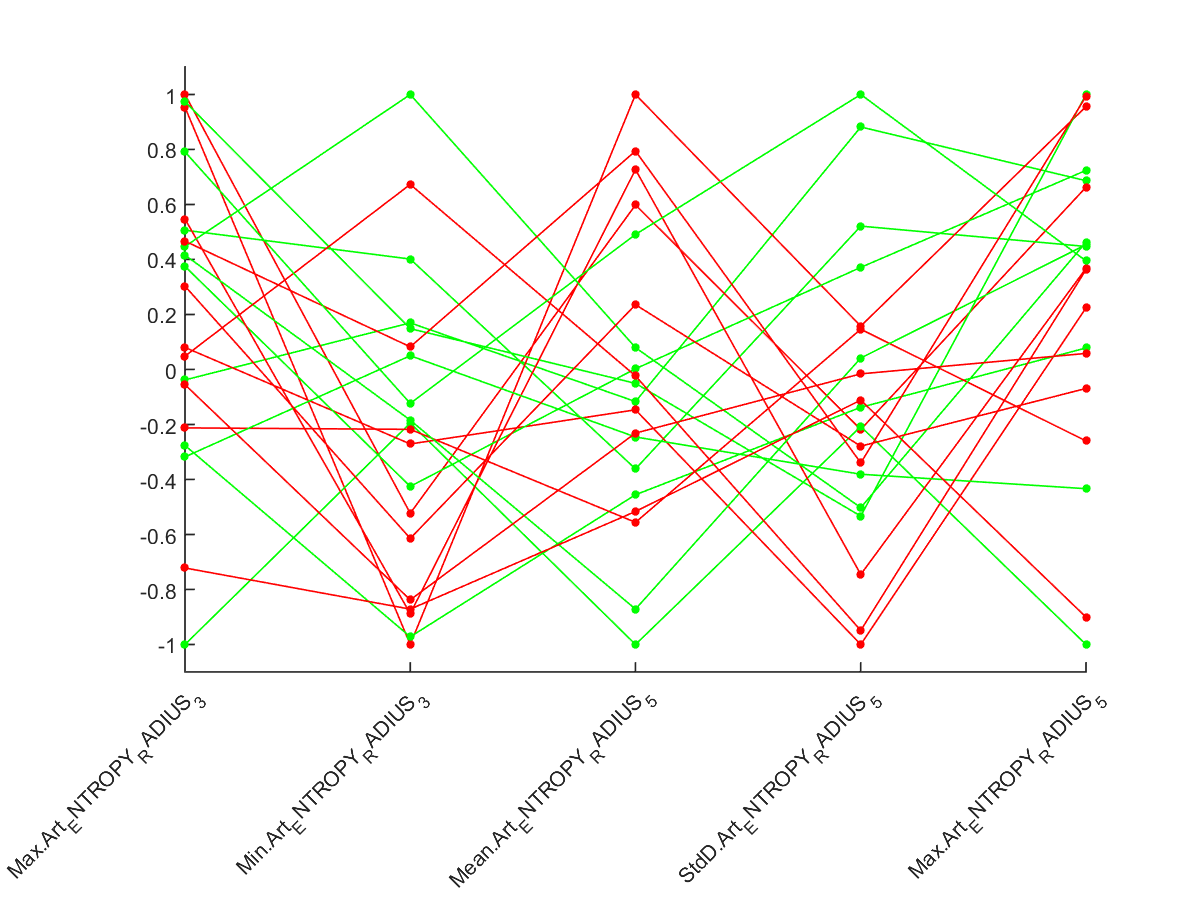 1
0.8
0.6
0.4
0.2
0
-0.2
-0.4
-0.6
-0.8
-1
Max.Art_ENTROPY_RADIUS_3
Min.Art_ENTROPY_RADIUS_3
Mean.Art_ENTROPY_RADIUS_5
StdD.Art_ENTROPY_RADIUS_5
Max.Art_ENTROPY_RADIUS_5